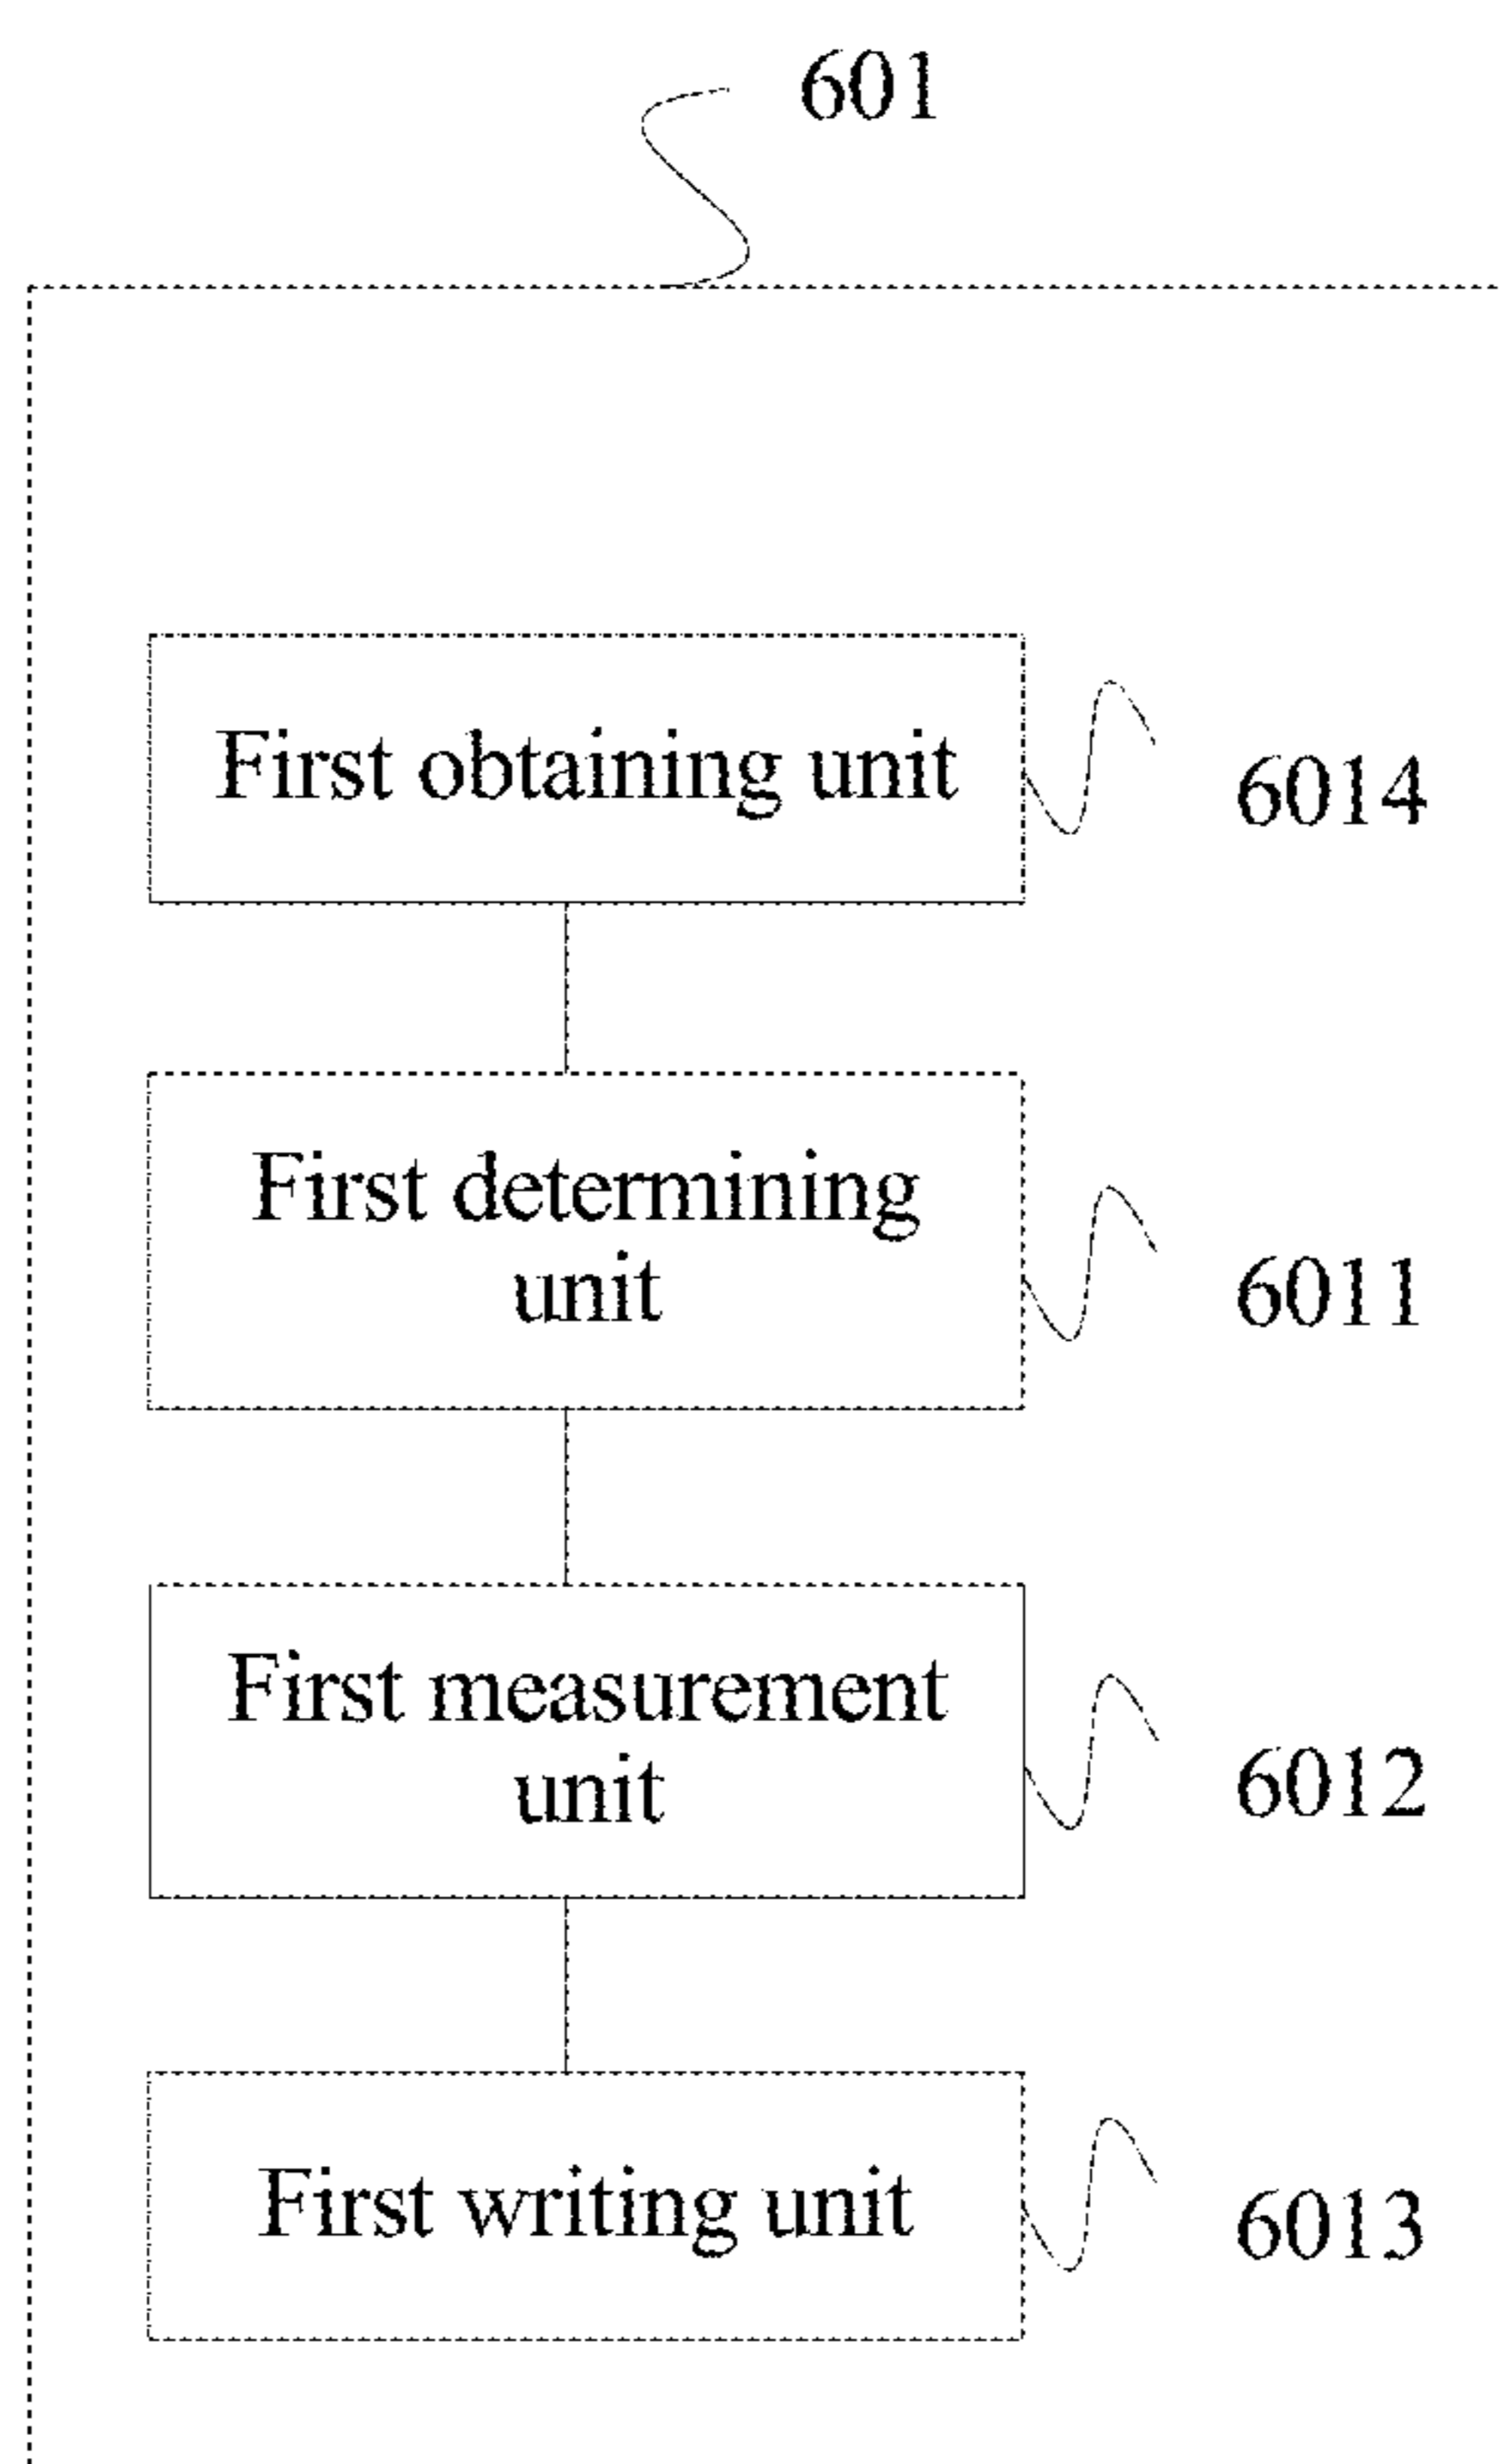 601
First obtaining unit
6014
First determining
unit
6011
First measurement
unit
6012
First writing unit
6013